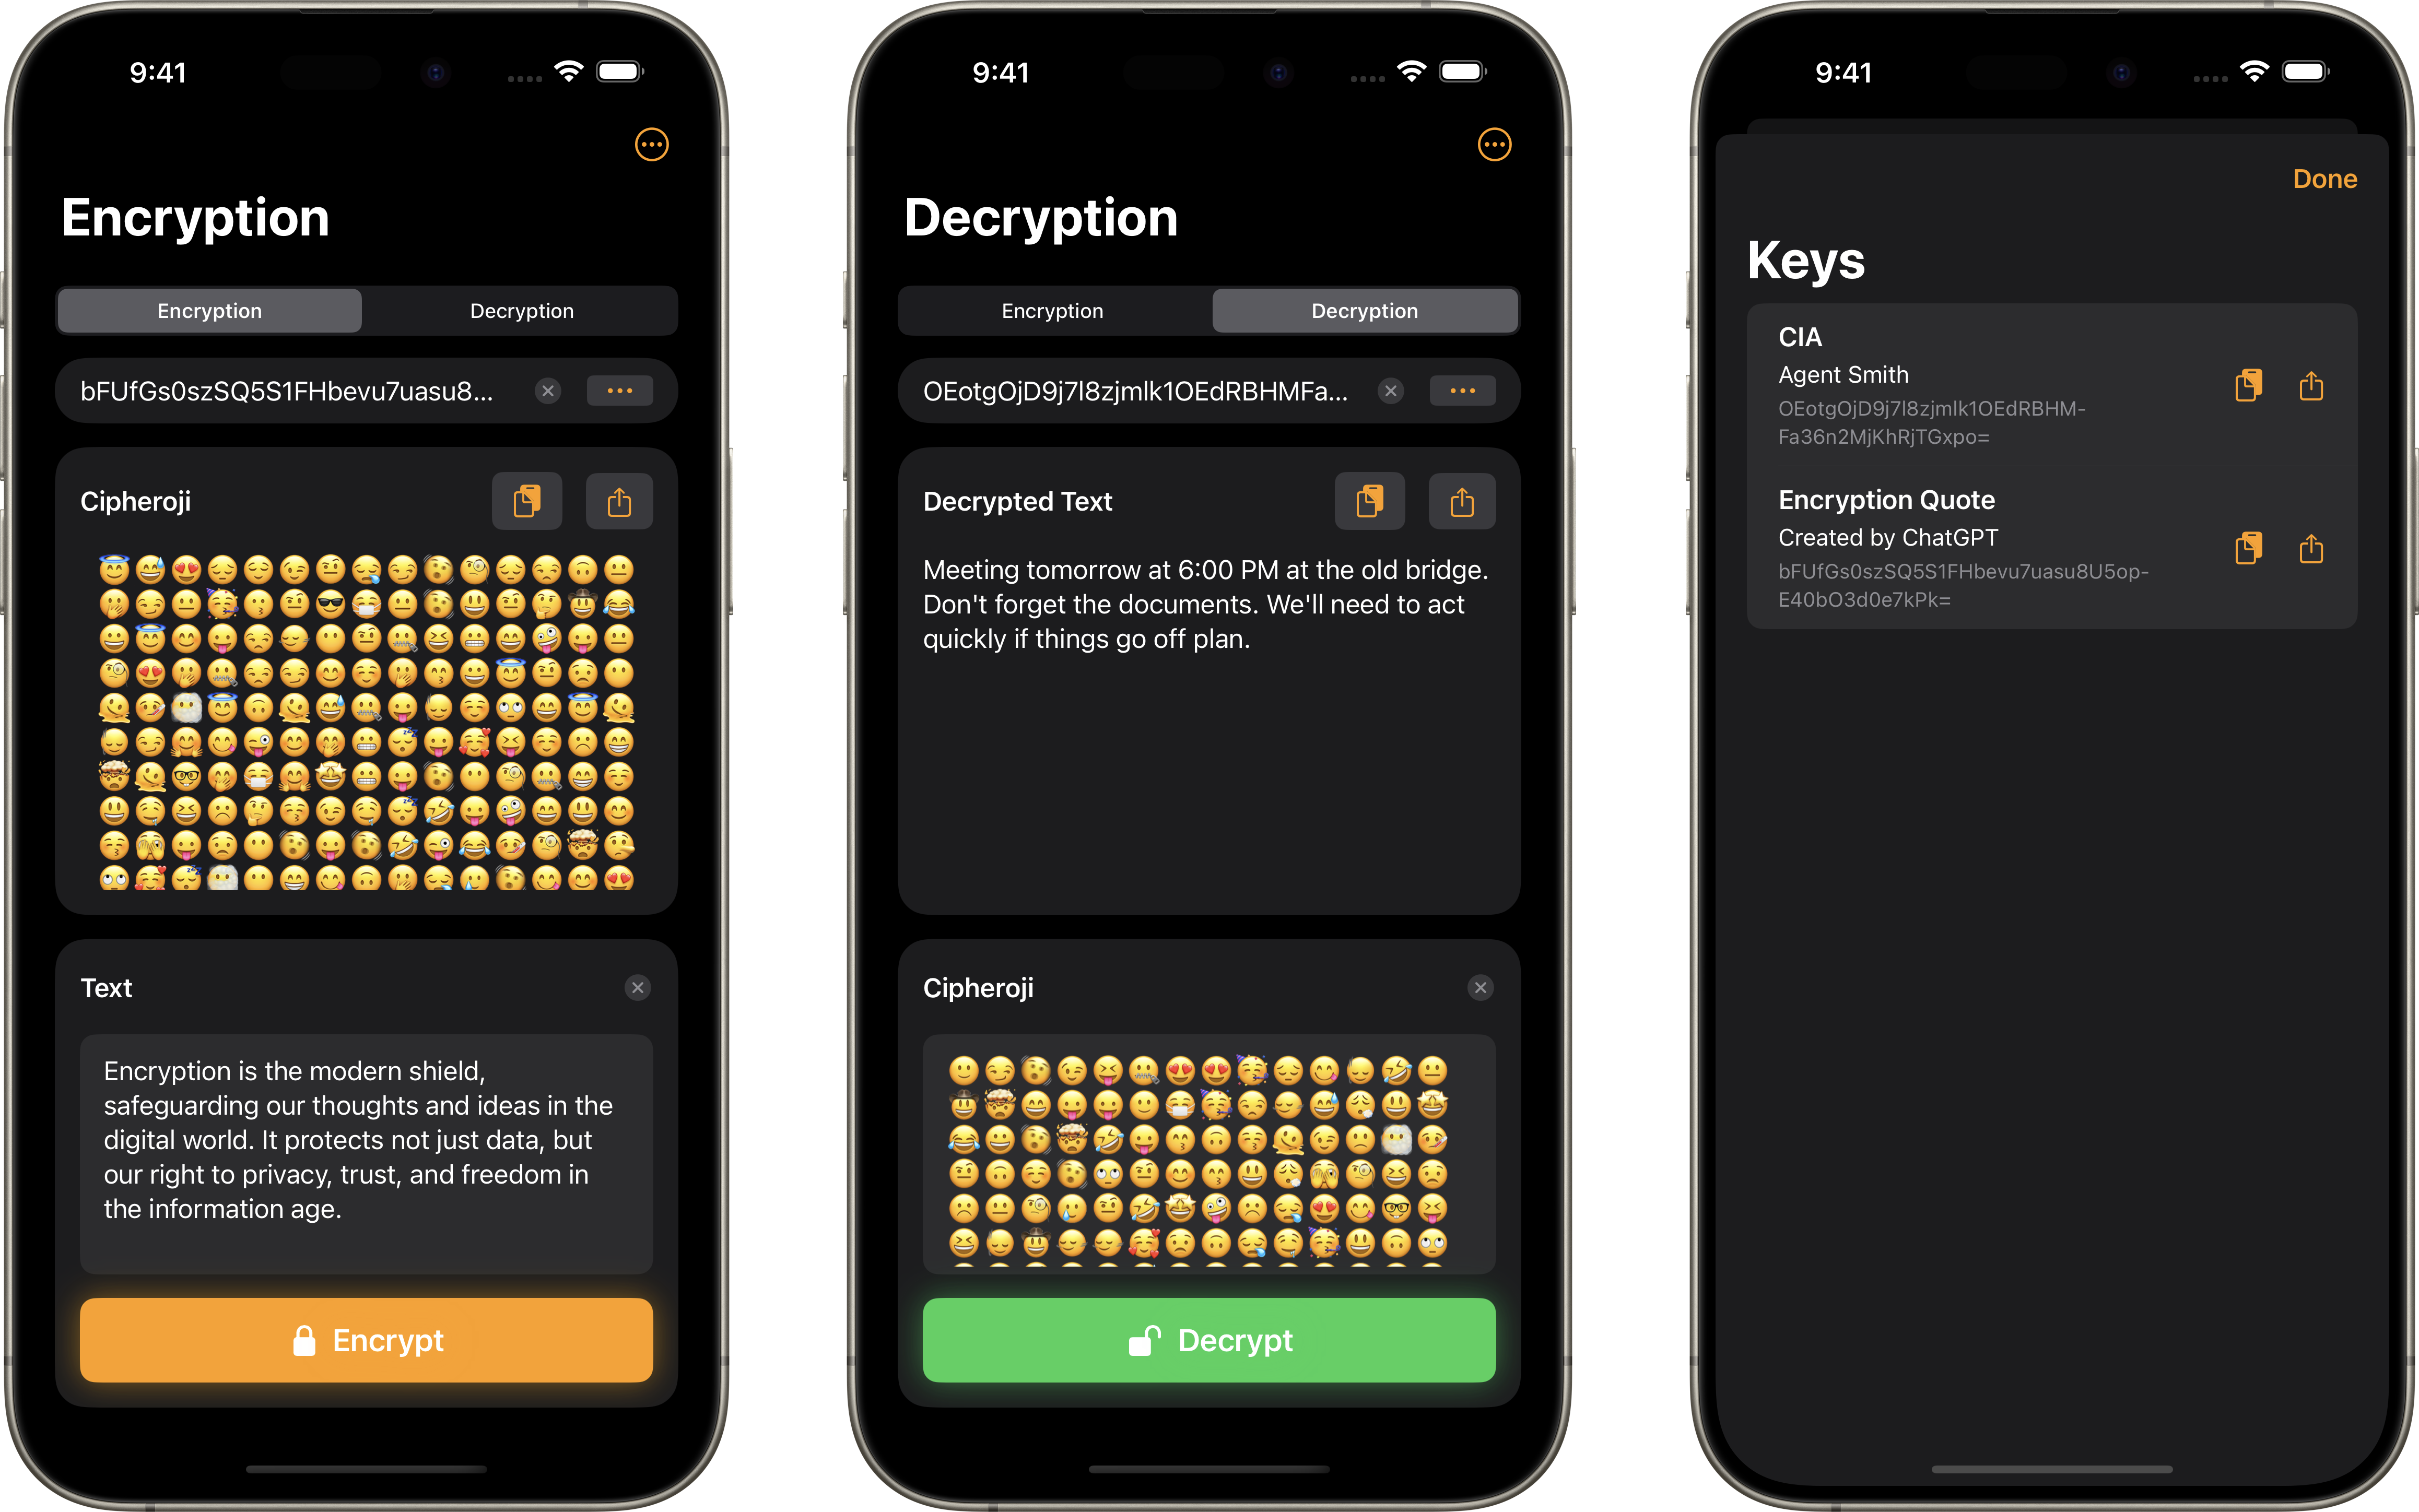 9:41
Encryption
Encryption
Decryption
bFUfGs0szSQ5S1FHbevu7uasu8...
Cipheroji
Text
Encryption is the modern shield,
safeguarding our thoughts and ideas in the
digital world. It protects not just data, but
our right to privacy, trust, and freedom in
the information age.
Encrypt
9:41
Decryption
Encryption
Decryption
OEotgOjD9j7l8zjmlk1OEdRBHMFa...
Decrypted Text
Meeting tomorrow at 6:00 PM at the old bridge.
Don't forget the documents. We'll need to act
quickly if things go off plan.
Cipheroji
Decrypt
9:41
Done
Keys
CIA
Agent Smith
OEotgOjD9j7l8zjmlk1OEdRBHM-
Fa36n2MjKhRjTGxpo=
Encryption Quote
Created by ChatGPT
bFUfGs0szSQ5S1FHbevu7uasu8U5op-
E40bO3d0e7kPk=